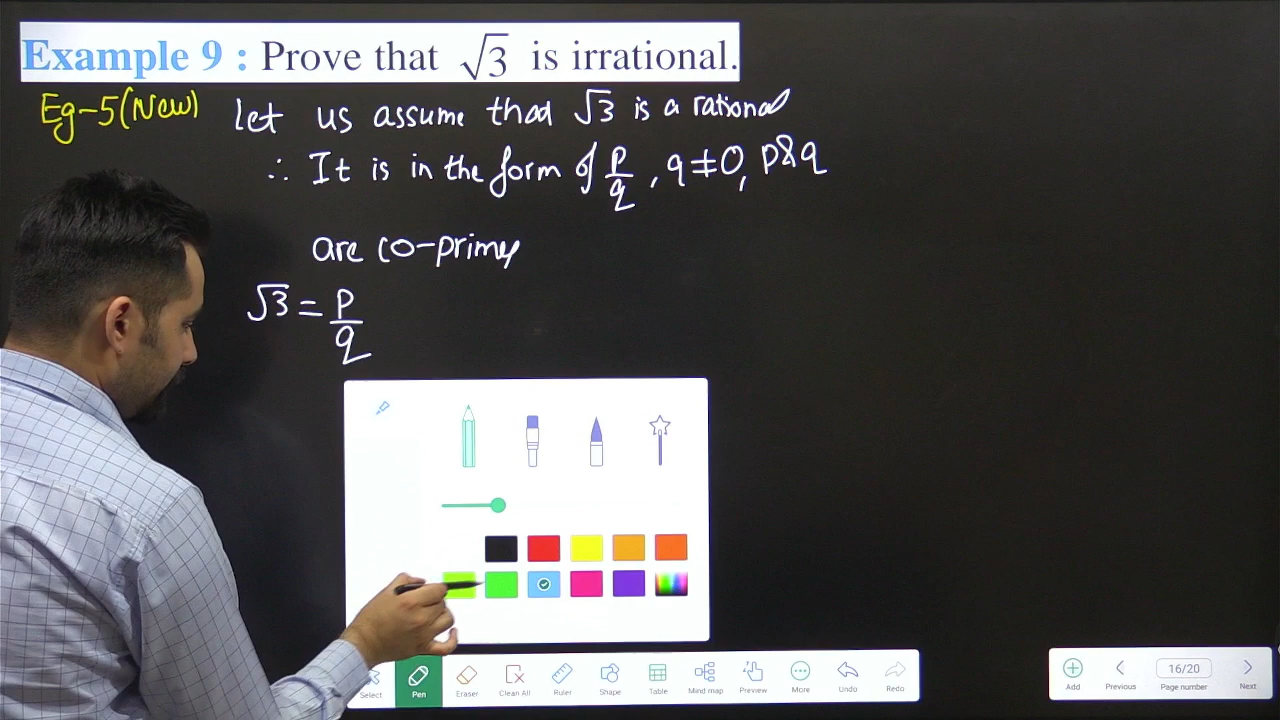 Example 9 : Prove that √3 is irrational.
Eg-5(New) Let us assume that √3 is a rational
∴ It is in the form of p/q, q≠0, p&q
are co-prime
√3 = p/q
Select Pen Eraser Clean All Ruler Shape Table Mind map Preview More Undo Redo
Add Previous 16/20 Page number Next